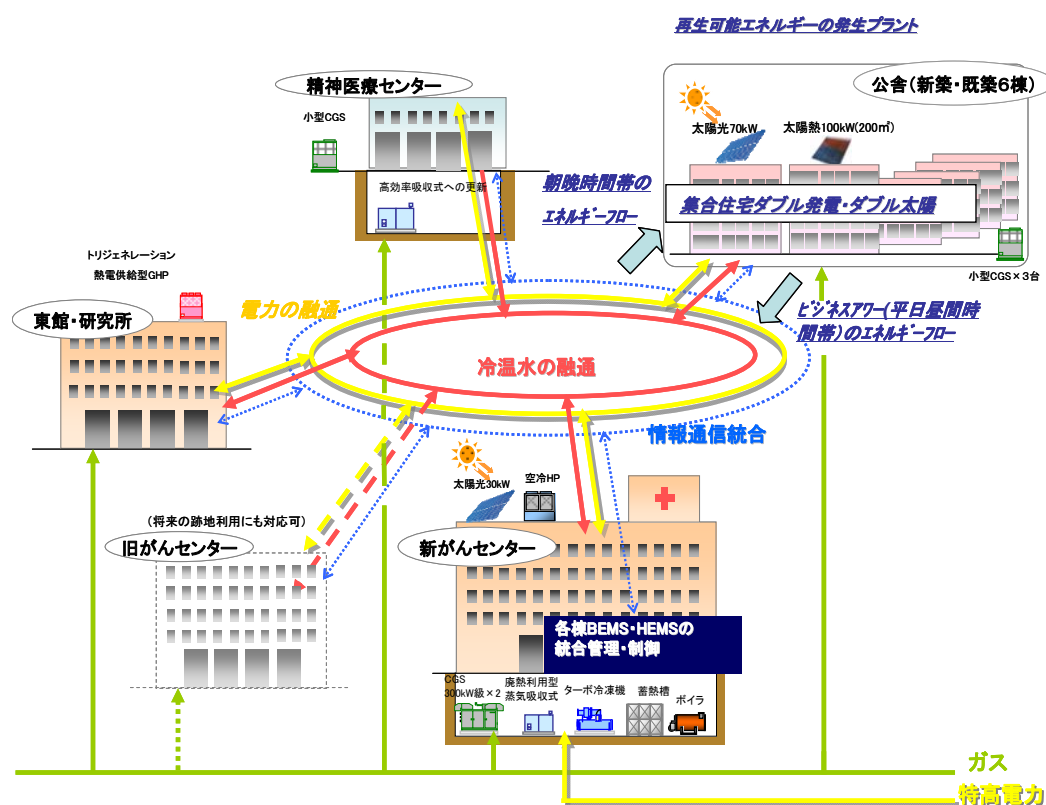 再生可能エネルギーの発生プラント
精神医療センター
公舎(新築・既築6棟)
小型CGS
太陽光70kW
太陽熱100kW(200㎡)
高効率吸収式への更新
朝晩時間帯の
エネルギーフロー
集合住宅ダブル発電・ダブル太陽
トリジェネレーション
熱電供給型GHP
小型CGS×3台
東館・研究所
電力の融通
ビジネスアワー(平日昼間時
間帯)のエネルギーフロー
冷温水の融通
情報通信統合
太陽光30kW
空冷HP
(将来の跡地利用にも対応可)
旧がんセンター
新がんセンター
各棟BEMS・HEMSの
統合管理・制御
CGS
300kW級×2
廃熱利用型
蒸気吸収式
ターボ冷凍機
蓄熱槽
ボイラ
ガス
特高電力